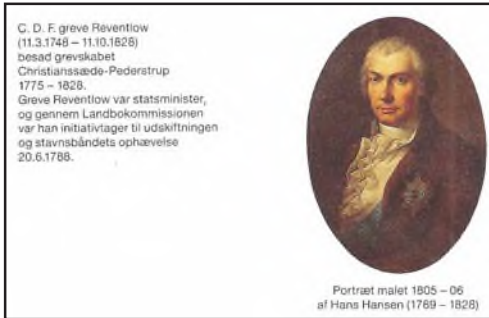 C. D. F. greve Reventlow
(11.3.1748 – 11.10.1828)
besad grevskabet
Christianssæde-Pederstrup
1775 – 1828.
Greve Reventlow var statsminister,
og gennem Landbokommissionen
var han initiativtager til udskiftningen
og stavnsbåndets ophævelse
20.6.1788.
Portræt malet 1805 – 06
af Hans Hansen (1769 – 1828)